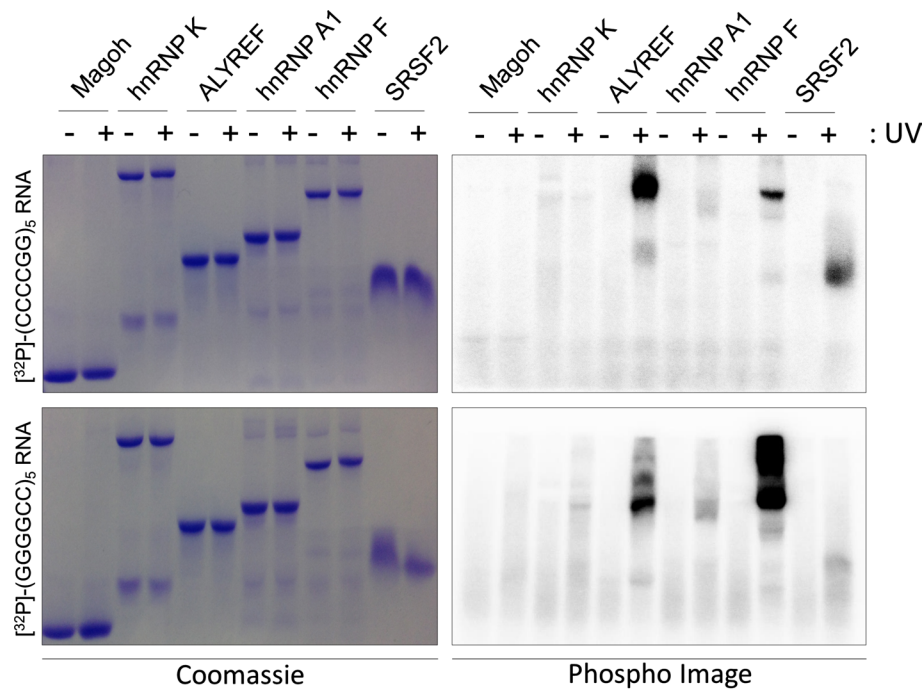 Magoh hnRNP K ALYREF hnRNP A1 hnRNP F SRSF2 Magoh hnRNP K ALYREF hnRNP A1 hnRNP F SRSF2
- + - + - + - + - + - + - + - + - + - + - + - + : UV
[³²P]-(CCCCGG)₅ RNA
[³²P]-(GGGGCC)₅ RNA
Coomassie Phospho Image